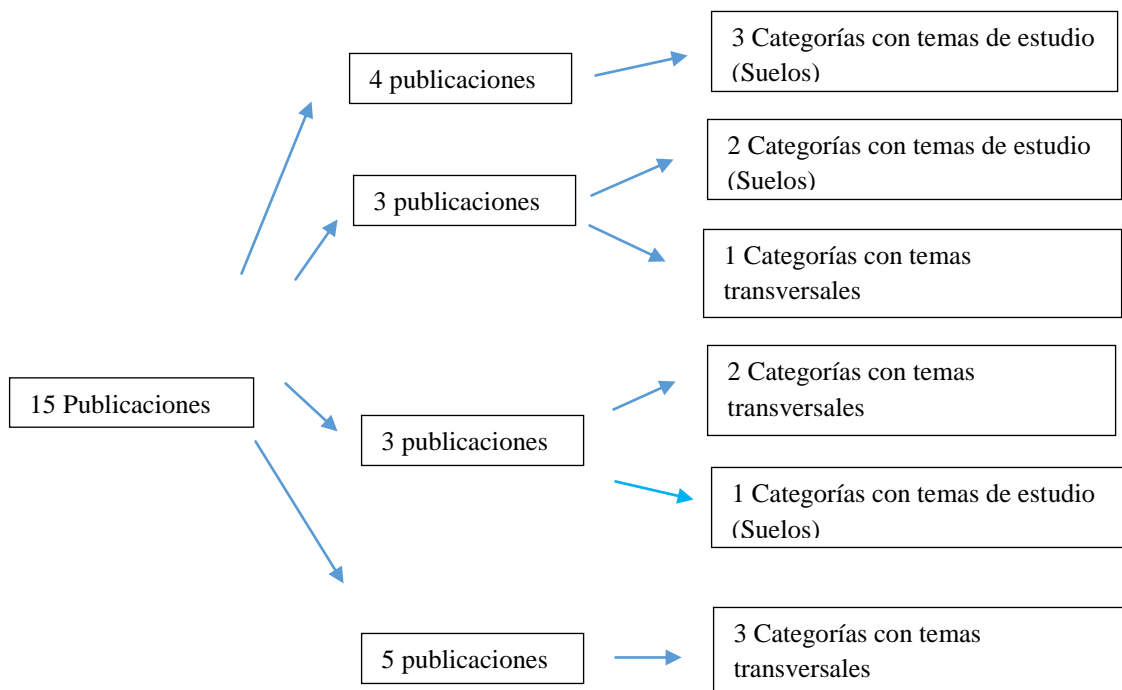 3 Categorías con temas de estudio
(Suelos)
4 publicaciones
2 Categorías con temas de estudio
(Suelos)
3 publicaciones
1 Categorías con temas
transversales
15 Publicaciones
2 Categorías con temas
transversales
3 publicaciones
1 Categorías con temas de estudio
(Suelos)
5 publicaciones
3 Categorías con temas
transversales